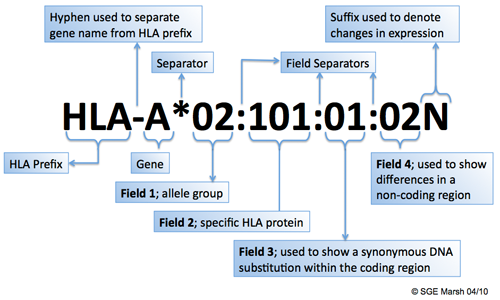 Hyphen used to separate
gene name from HLA prefix
Suffix used to denote
changes in expression
Separator
Field Separators
HLA-A*02:101:01:02N
HLA Prefix
Gene
Field 1; allele group
Field 2; specific HLA protein
Field 3; used to show a synonymous DNA
substitution within the coding region
Field 4; used to show
differences in a
non-coding region
© SGE Marsh 04/10